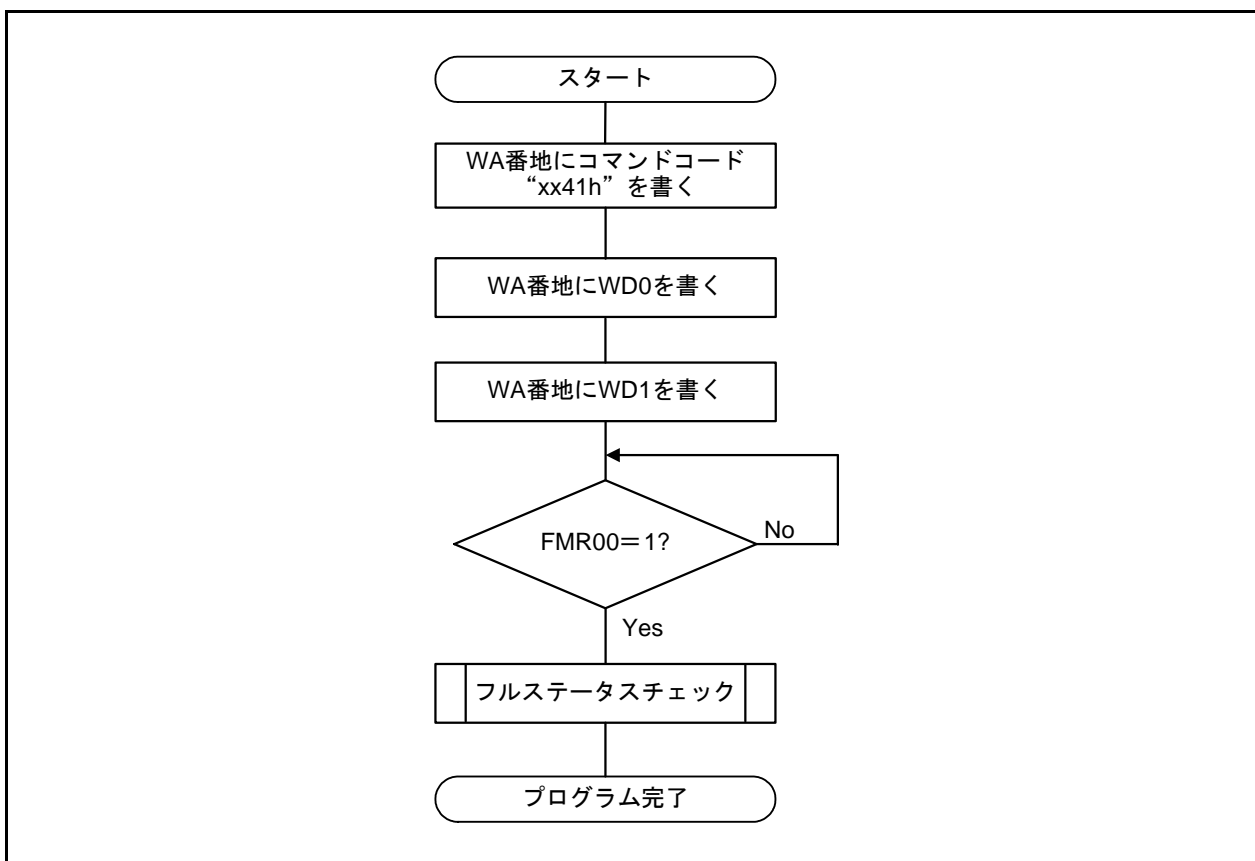 スタート
WA番地にコマンドコード
“xx41h”を書く
WA番地にWD0を書く
WA番地にWD1を書く
FMR00＝1?
No
Yes
フルステータスチェック
プログラム完了